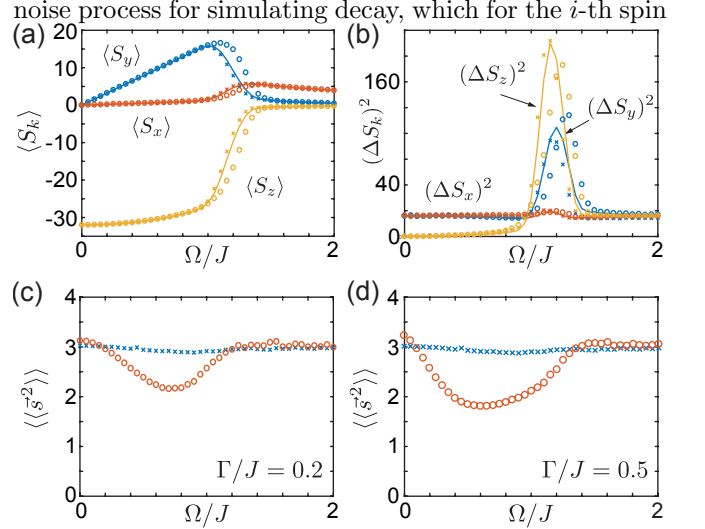 noise process for simulating decay, which for the i-th spin
(a)
20
10
0
-10
-20
-30
⟨S_k⟩
⟨S_y⟩
⟨S_x⟩
⟨S_z⟩
0
Ω/J
2
(b)
160
40
0
(ΔS_k)^2
(ΔS_z)^2
(ΔS_y)^2
(ΔS_x)^2
0
Ω/J
2
(c)
4
3
2
1
0
⟨⟨s⃗^2⟩⟩
Γ/J = 0.2
0
Ω/J
2
(d)
4
3
2
1
0
⟨⟨s⃗^2⟩⟩
Γ/J = 0.5
0
Ω/J
2